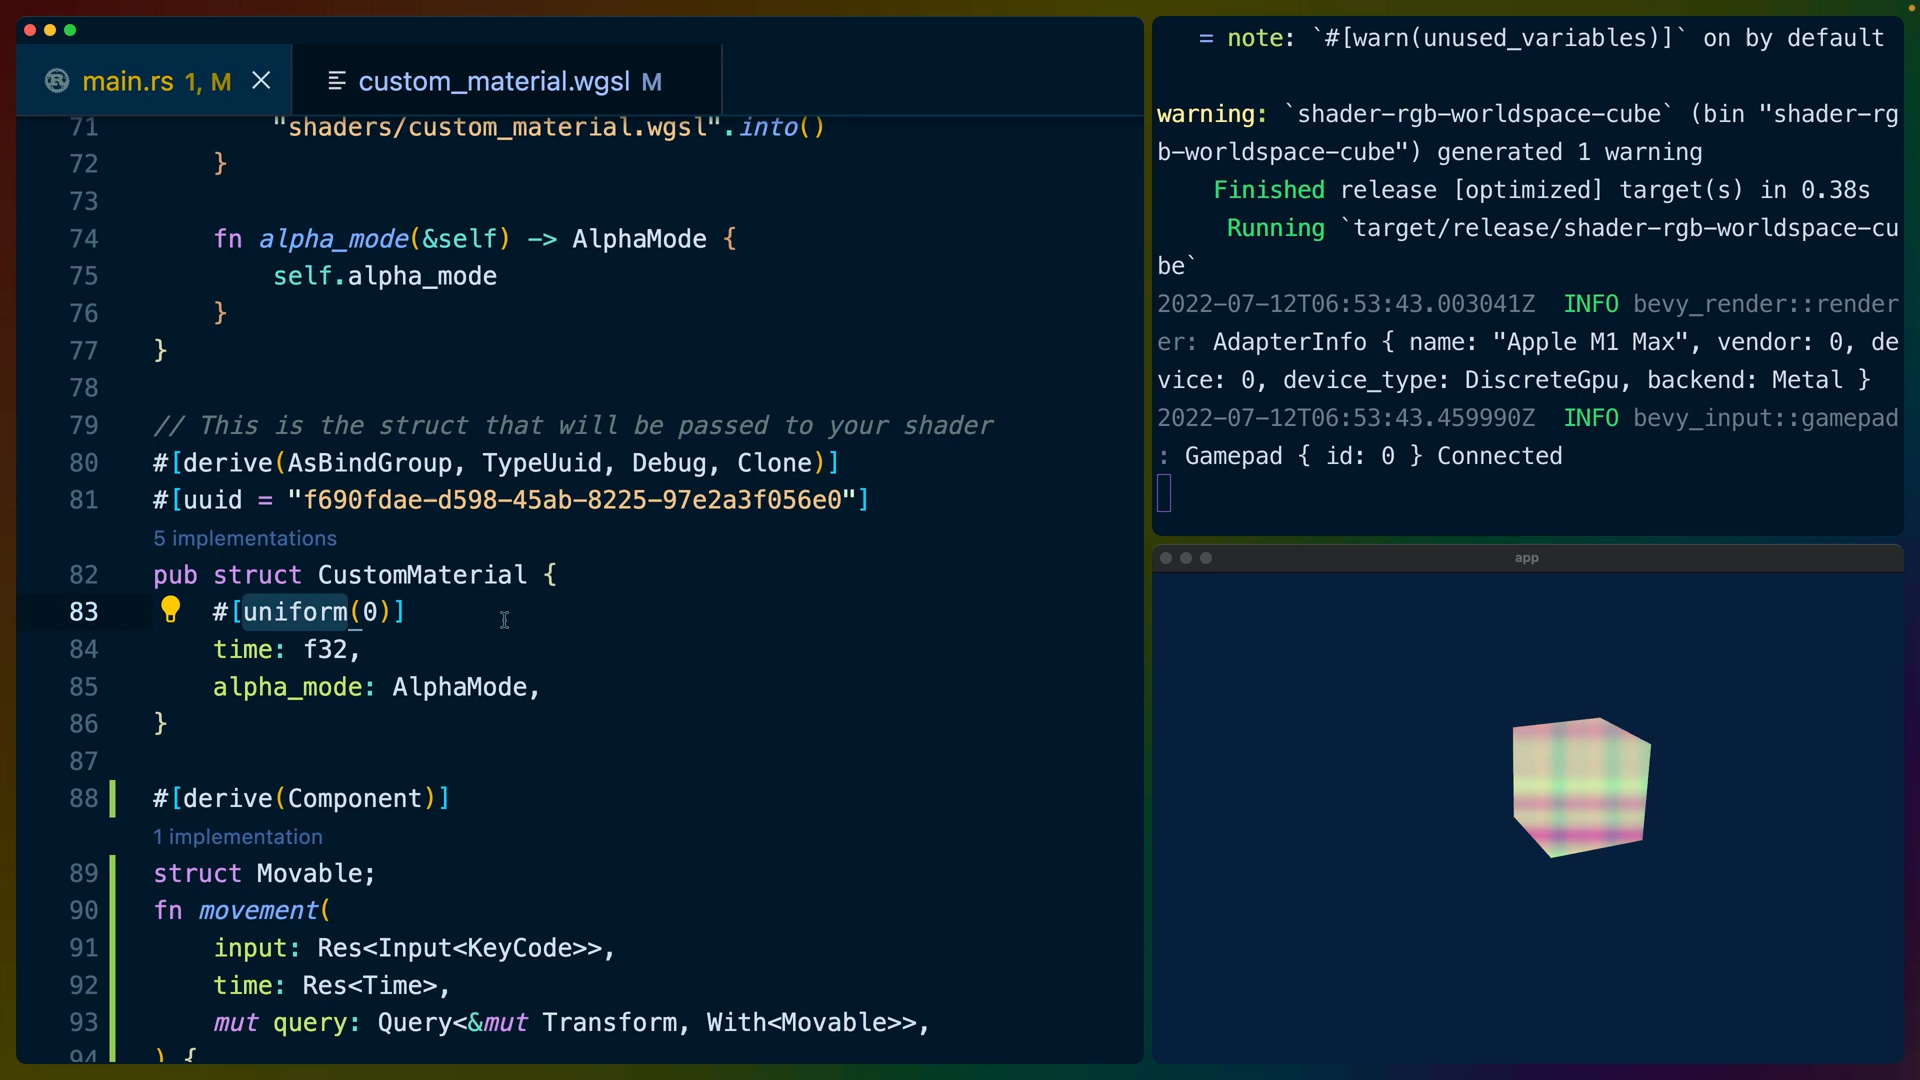 main.rs 1, M
custom_material.wgsl M
71 "shaders/custom_material.wgsl".into()
72 }
73
74 fn alpha_mode(&self) -> AlphaMode {
75 self.alpha_mode
76 }
77 }
78
79 // This is the struct that will be passed to your shader
80 #[derive(AsBindGroup, TypeUuid, Debug, Clone)]
81 #[uuid = "f690fdae-d598-45ab-8225-97e2a3f056e0"]
5 implementations
82 pub struct CustomMaterial {
83 #[uniform(0)]
84 time: f32,
85 alpha_mode: AlphaMode,
86 }
87
88 #[derive(Component)]
1 implementation
89 struct Movable;
90 fn movement(
91 input: Res<Input<KeyCode>>,
92 time: Res<Time>,
93 mut query: Query<&mut Transform, With<Movable>>,
94 ) {
= note: `#[warn(unused_variables)]` on by default
warning: `shader-rgb-worldspace-cube` (bin "shader-rg
b-worldspace-cube") generated 1 warning
Finished release [optimized] target(s) in 0.38s
Running `target/release/shader-rgb-worldspace-cu
be`
2022-07-12T06:53:43.003041Z INFO bevy_render::render
er: AdapterInfo { name: "Apple M1 Max", vendor: 0, de
vice: 0, device_type: DiscreteGpu, backend: Metal }
2022-07-12T06:53:43.459990Z INFO bevy_input::gamepad
: Gamepad { id: 0 } Connected
app